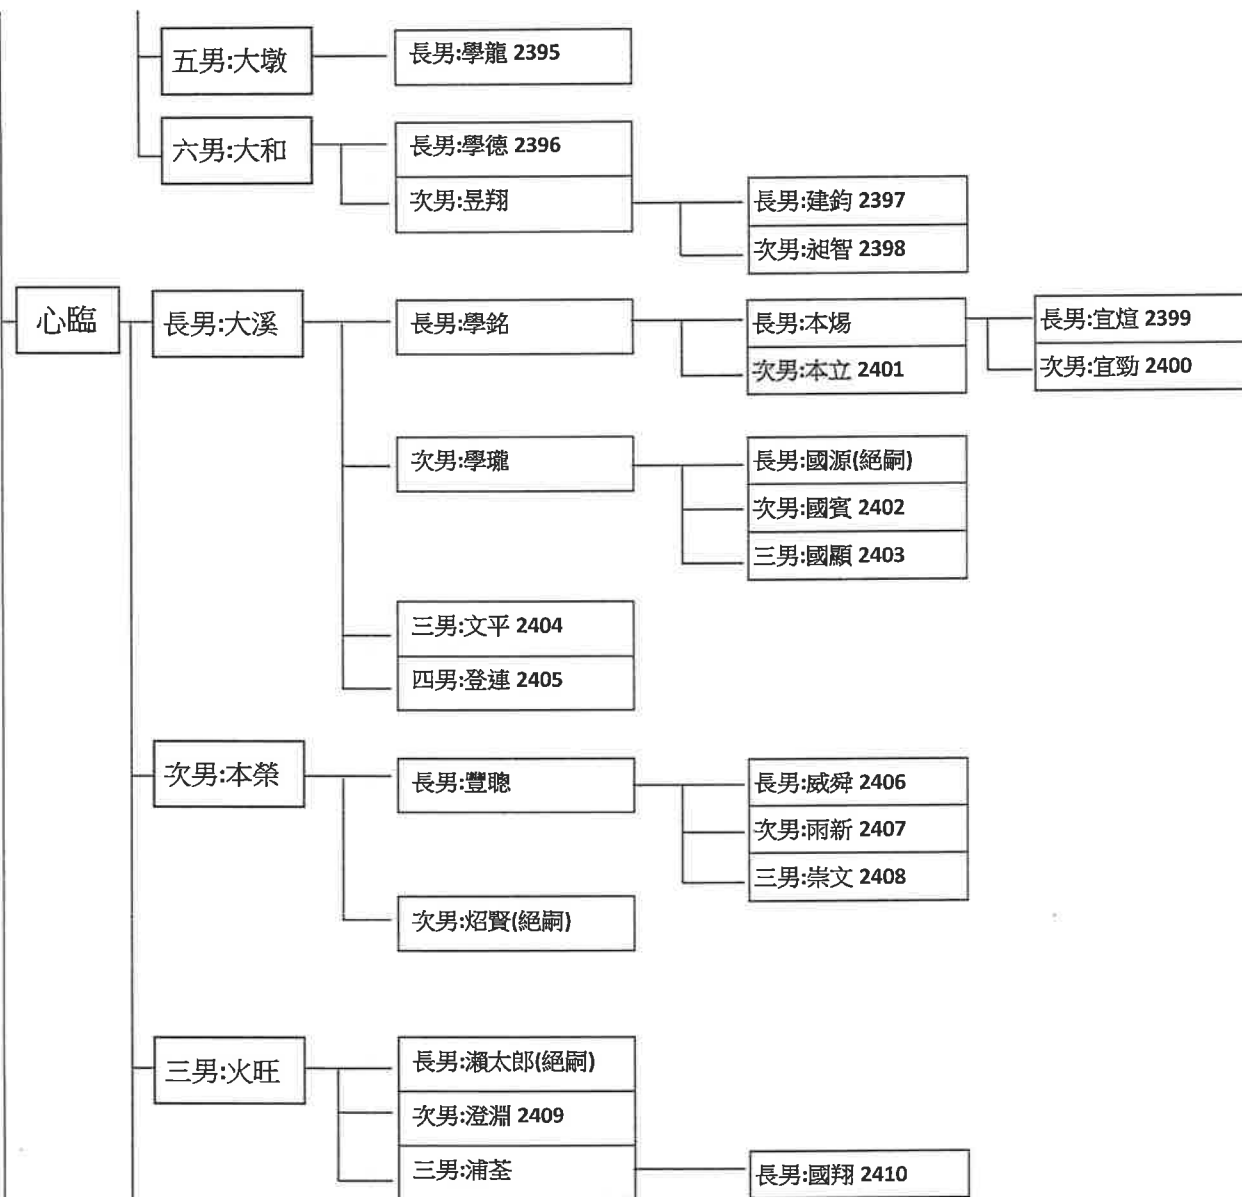 五男:大墩
長男:學龍 2395
六男:大和
長男:學德 2396
次男:昱翔
長男:建鈞 2397
次男:昶智 2398
心臨
長男:大溪
長男:學銘
長男:本煬
長男:宜煊 2399
次男:宜勁 2400
次男:本立 2401
次男:學瓏
長男:國源(絕嗣)
次男:國賓 2402
三男:國顯 2403
三男:文平 2404
四男:登連 2405
次男:本榮
長男:豐聰
長男:威舜 2406
次男:雨新 2407
三男:崇文 2408
次男:炤賢(絕嗣)
三男:火旺
長男:瀨太郎(絕嗣)
次男:澄淵 2409
三男:浦荃
長男:國翔 2410